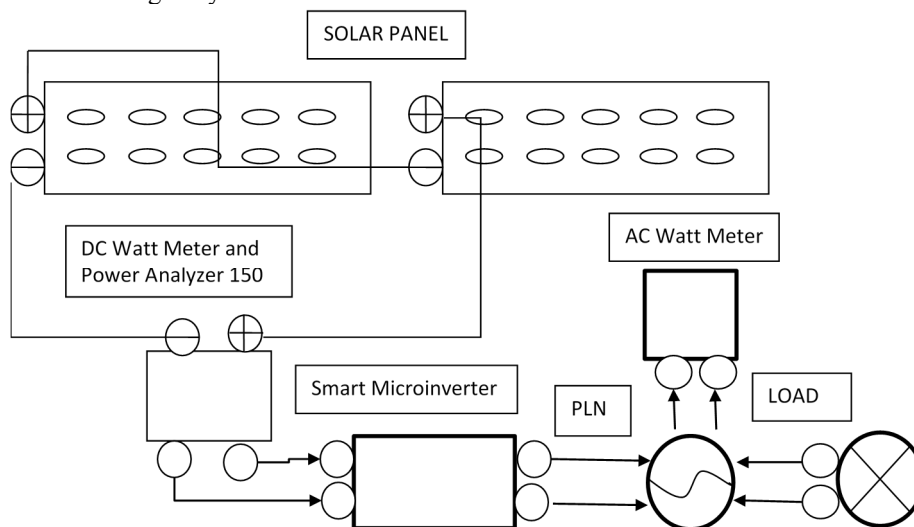 SOLAR PANEL
DC Watt Meter and
Power Analyzer 150
AC Watt Meter
Smart Microinverter
PLN
LOAD